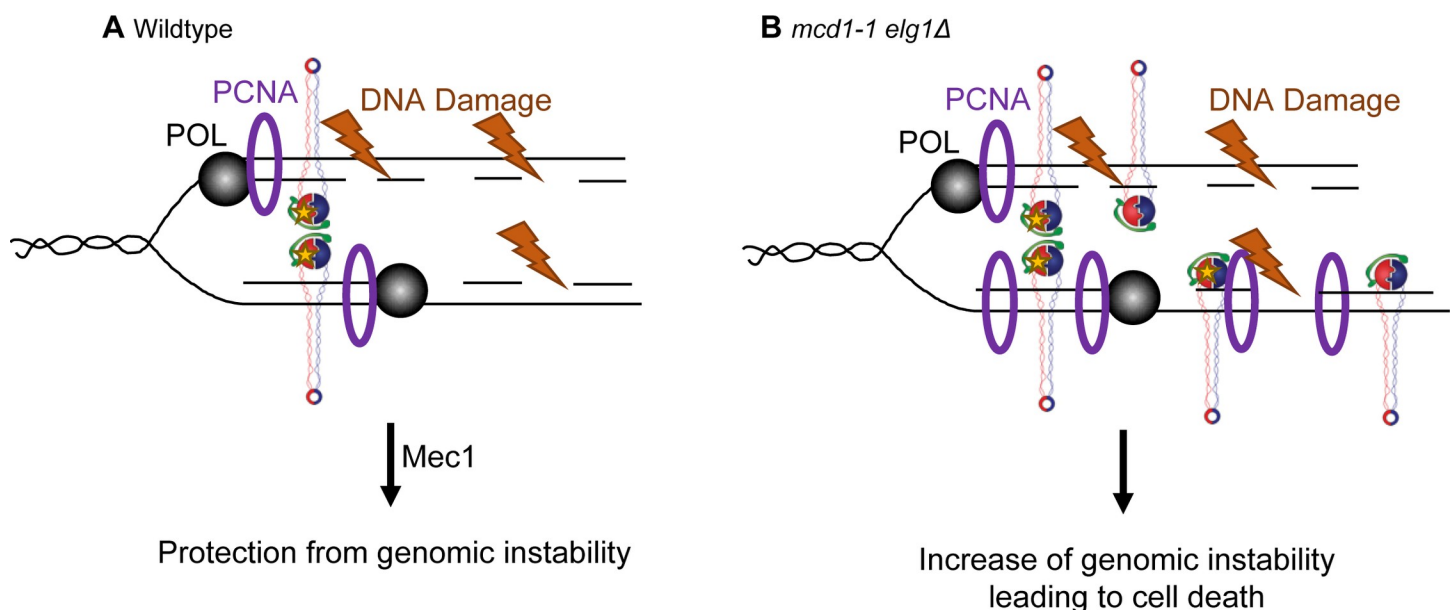 A Wildtype
PCNA
DNA Damage
POL
Mec1
Protection from genomic instability
B mcd1-1 elg1Δ
PCNA
DNA Damage
POL
Increase of genomic instability
leading to cell death